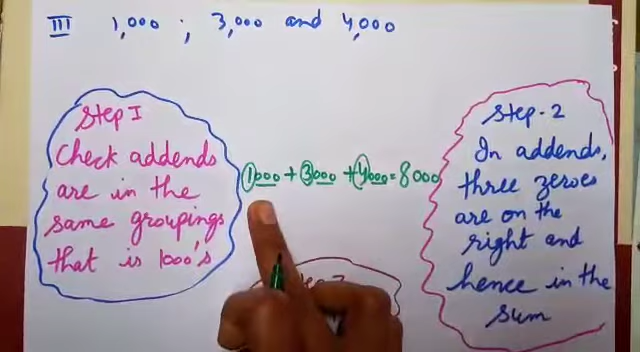 III 1,000 ; 3,000 and 4,000
Step I
Check addends
are in the
same groupings
that is 1000's
1000 + 3000 + 4000 = 8000
Step-2
In addends,
three zeroes
are on the
right and
hence in the
sum